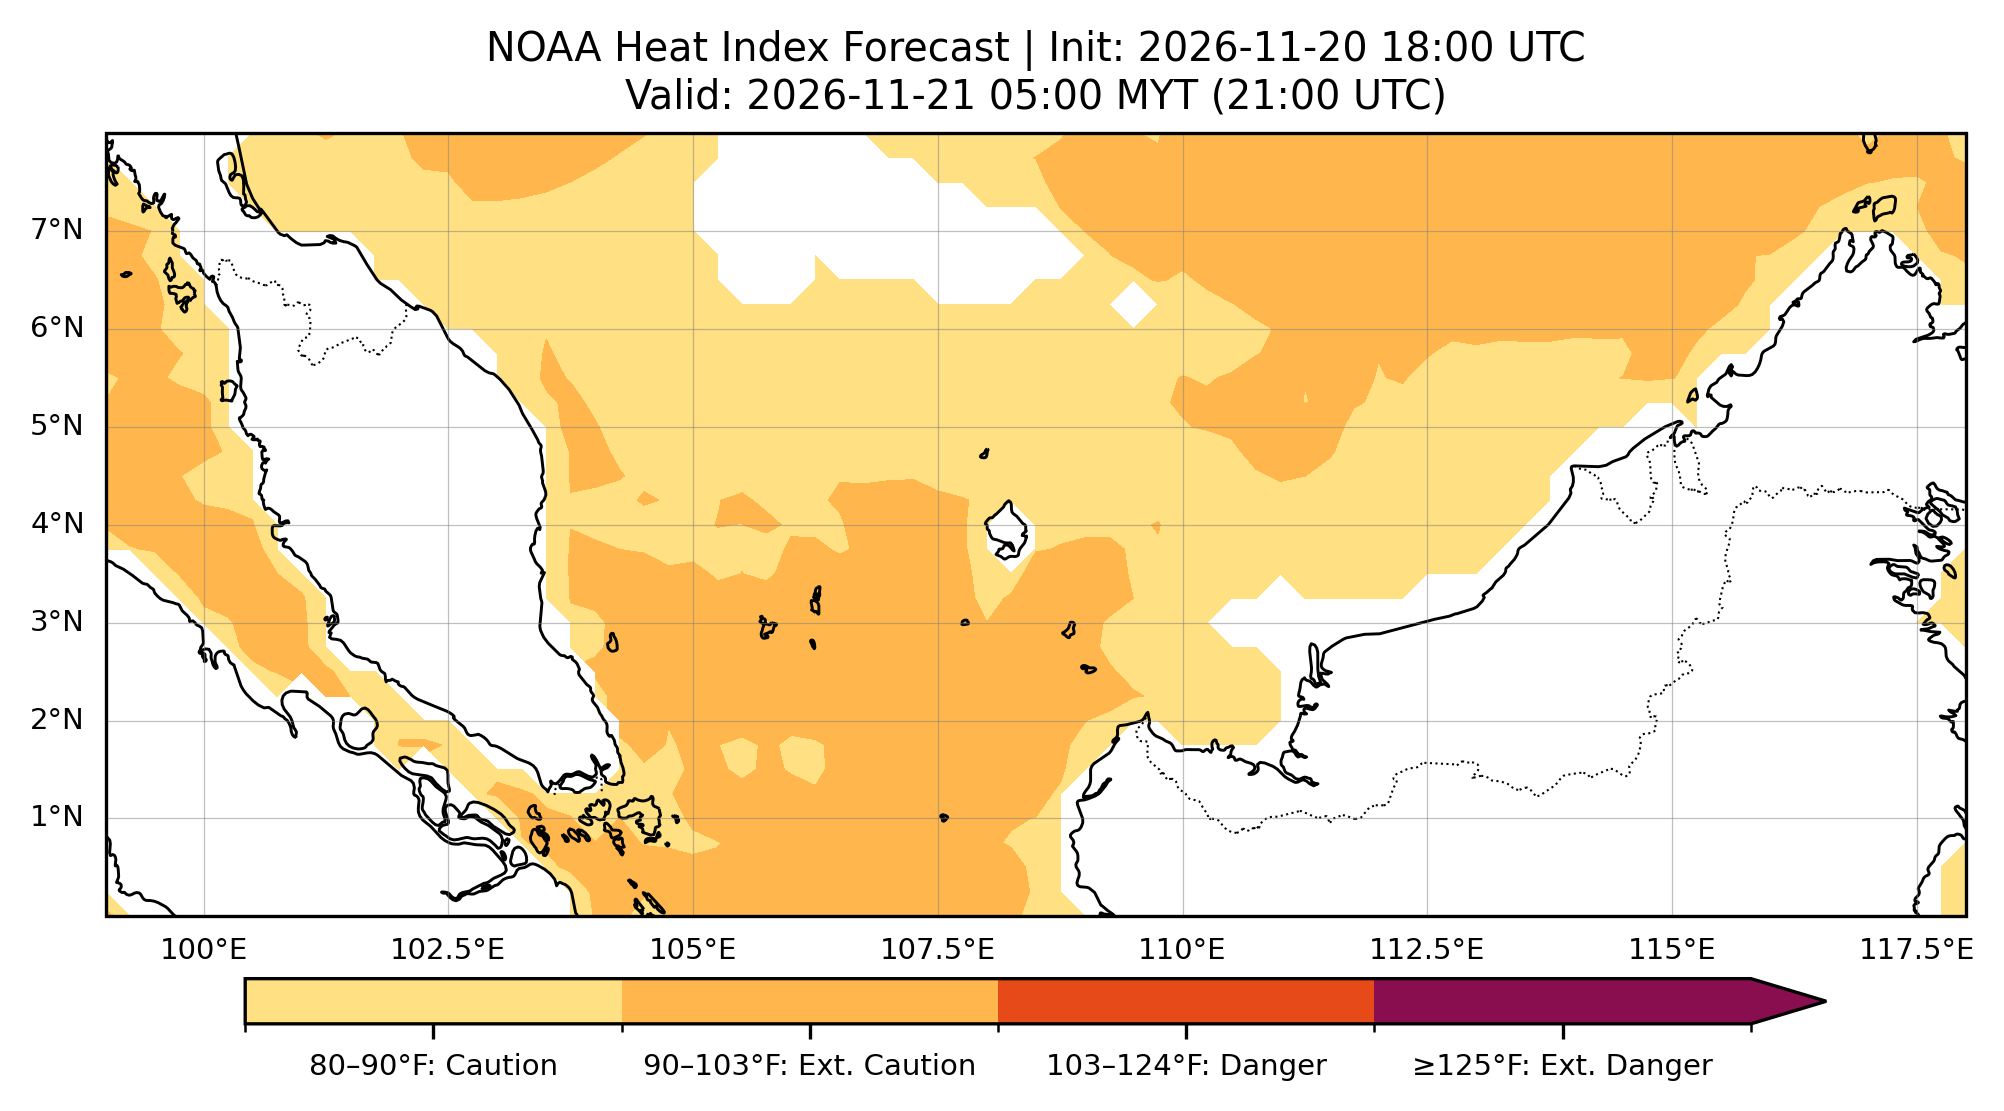 NOAA Heat Index Forecast | Init: 2026-11-20 18:00 UTC
Valid: 2026-11-21 05:00 MYT (21:00 UTC)
7°N
6°N
5°N
4°N
3°N
2°N
1°N
100°E 102.5°E 105°E 107.5°E 110°E 112.5°E 115°E 117.5°E
80–90°F: Caution 90–103°F: Ext. Caution 103–124°F: Danger ≥125°F: Ext. Danger